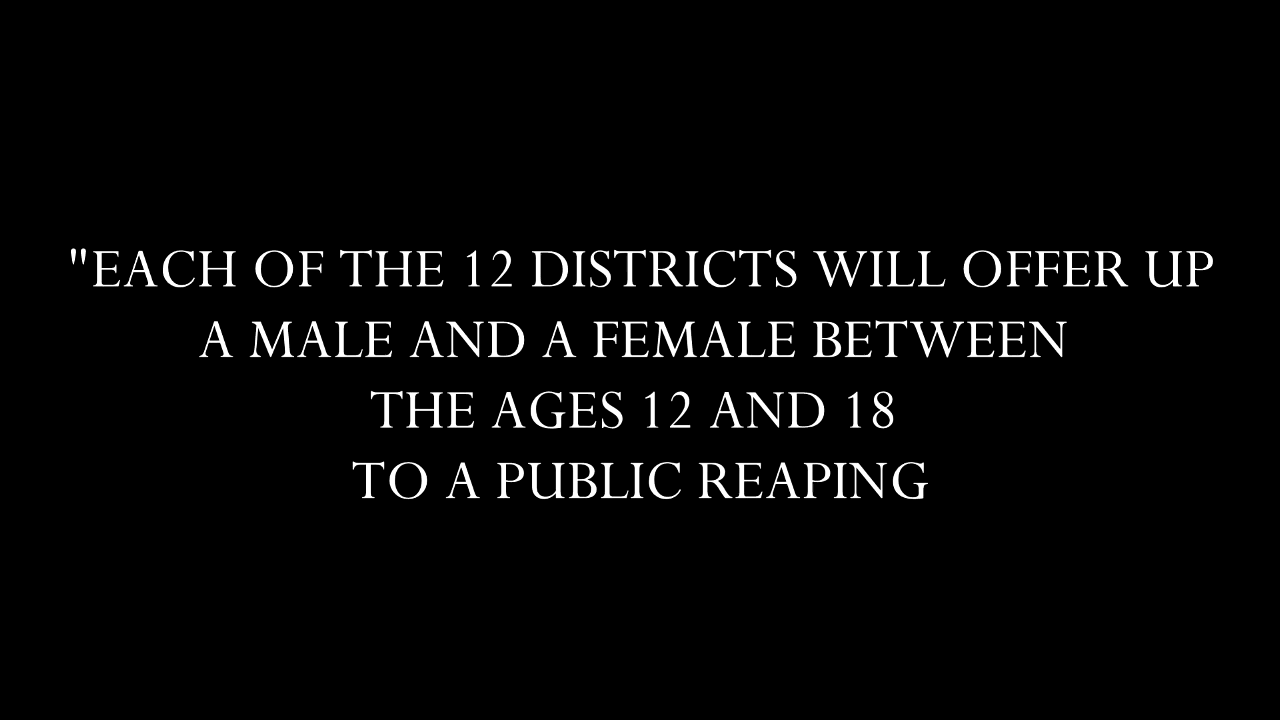 "EACH OF THE 12 DISTRICTS WILL OFFER UP
A MALE AND A FEMALE BETWEEN
THE AGES 12 AND 18
TO A PUBLIC REAPING